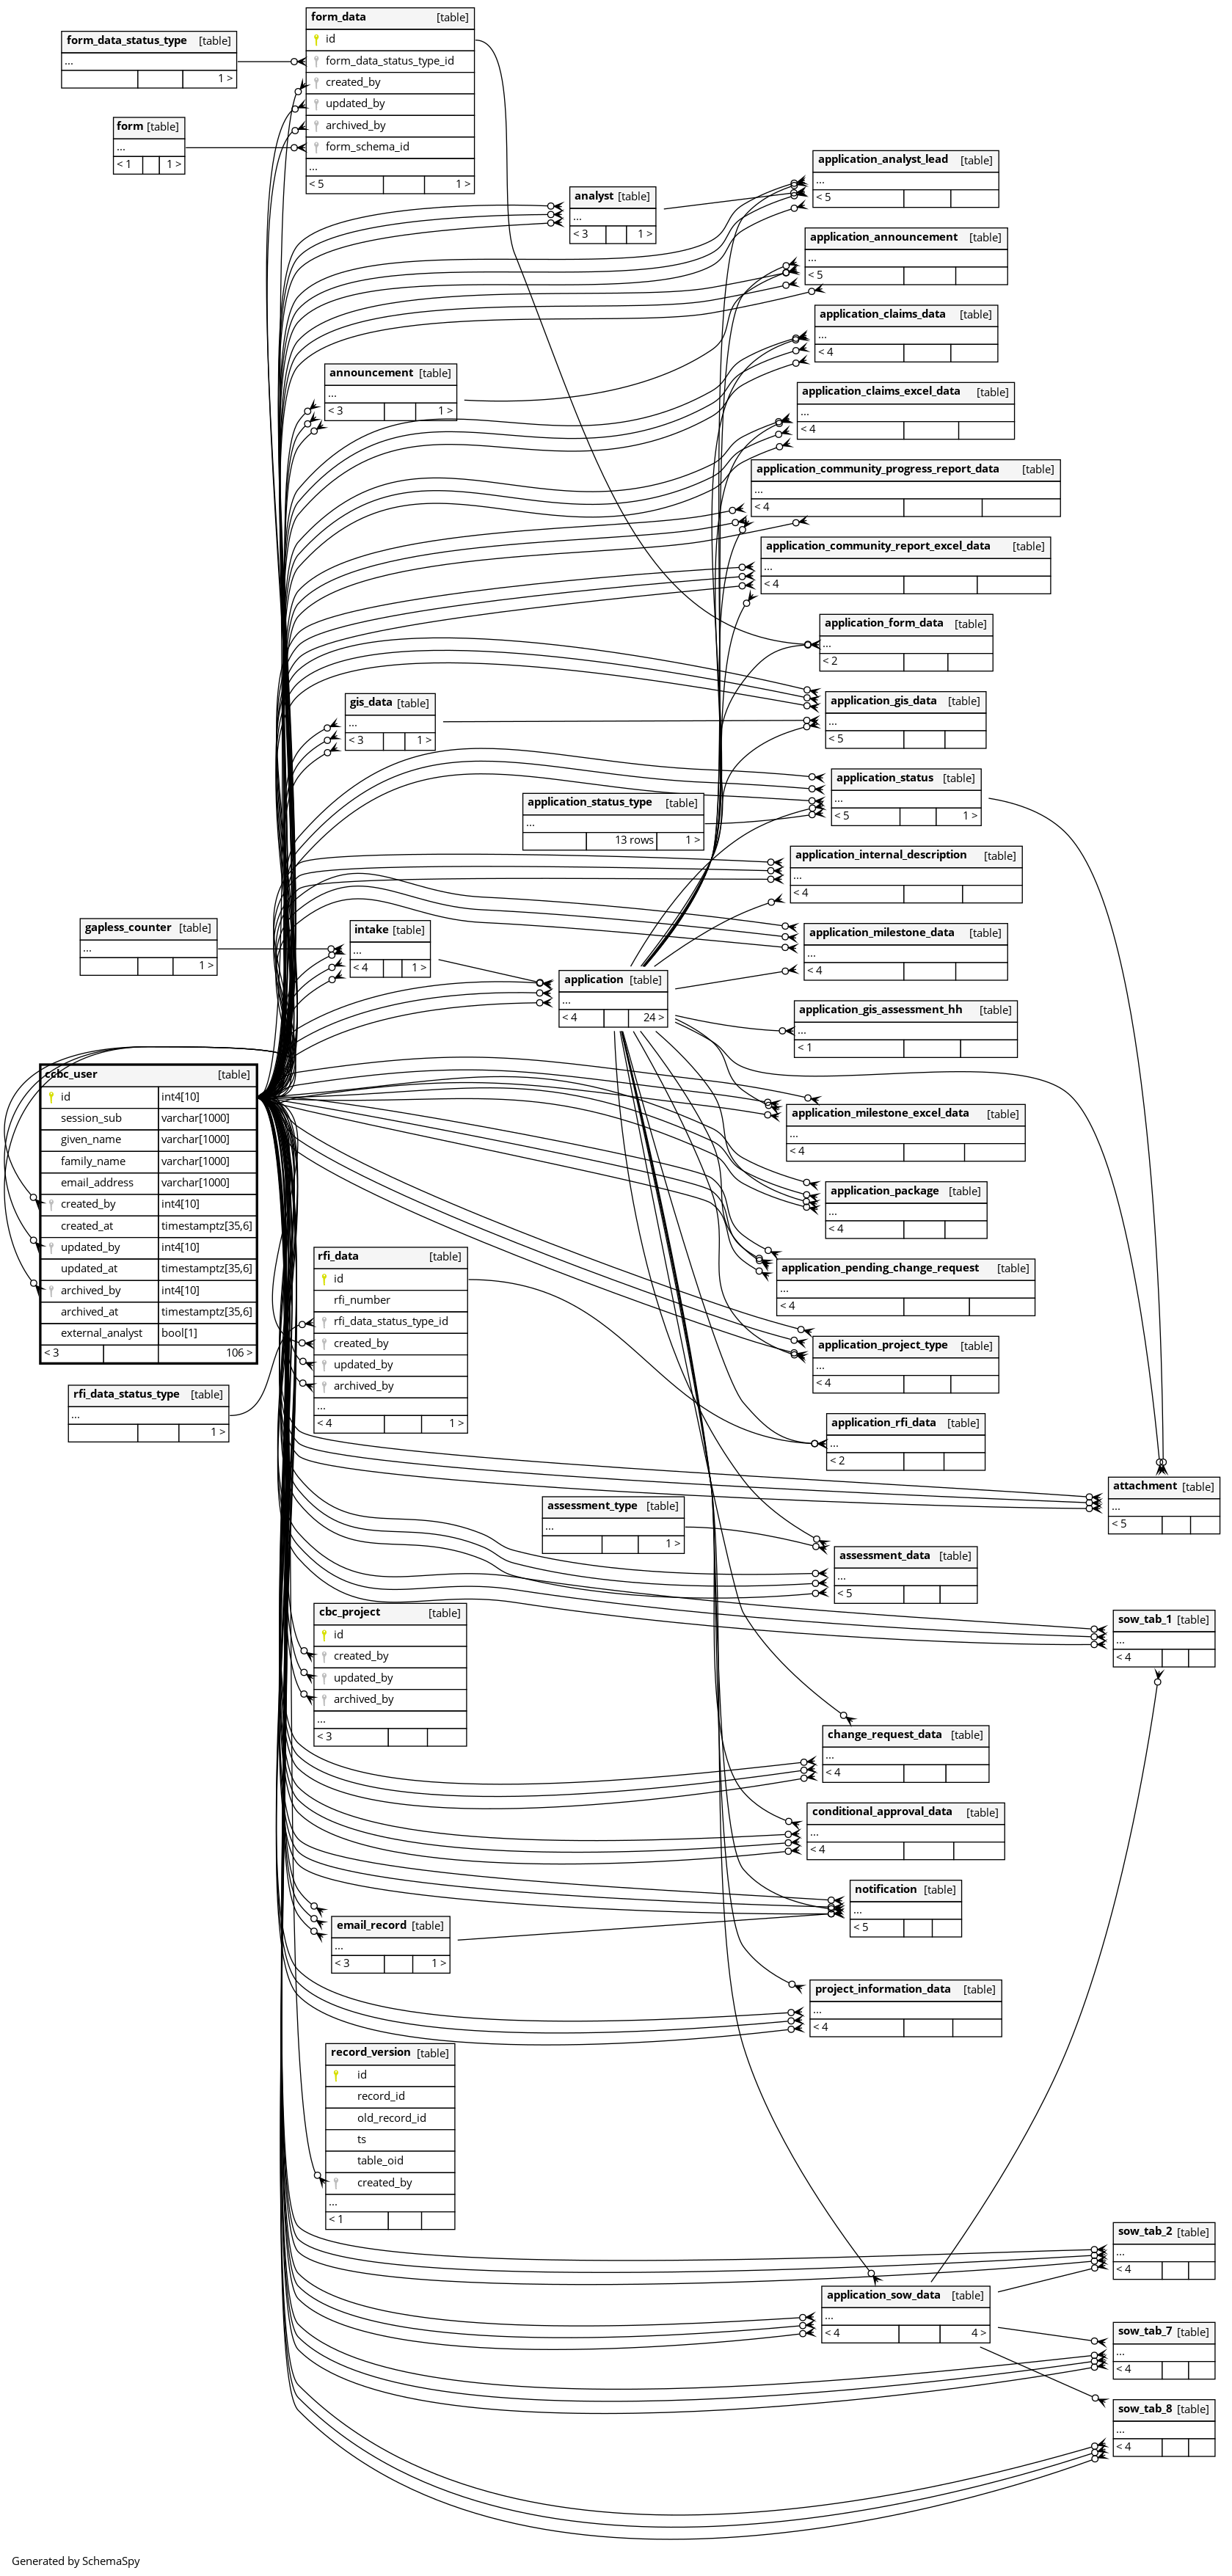 form_data_status_type [table]
...
1 >
form [table]
...
< 1 1 >
form_data [table]
id
form_data_status_type_id
created_by
updated_by
archived_by
form_schema_id
...
< 5 1 >
analyst [table]
...
< 3 1 >
application_analyst_lead [table]
...
< 5
application_announcement [table]
...
< 5
application_claims_data [table]
...
< 4
announcement [table]
...
< 3 1 >
application_claims_excel_data [table]
...
< 4
application_community_progress_report_data [table]
...
< 4
application_community_report_excel_data [table]
...
< 4
application_form_data [table]
...
< 2
gis_data [table]
...
< 3 1 >
application_gis_data [table]
...
< 5
application_status [table]
...
< 5 1 >
application_status_type [table]
...
13 rows 1 >
application_internal_description [table]
...
< 4
gapless_counter [table]
...
1 >
intake [table]
...
< 4 1 >
application_milestone_data [table]
...
< 4
application [table]
...
< 4 24 >
application_gis_assessment_hh [table]
...
< 1
ccbc_user [table]
id int4[10]
session_sub varchar[1000]
given_name varchar[1000]
family_name varchar[1000]
email_address varchar[1000]
created_by int4[10]
created_at timestamptz[35,6]
updated_by int4[10]
updated_at timestamptz[35,6]
archived_by int4[10]
archived_at timestamptz[35,6]
external_analyst bool[1]
< 3 106 >
application_milestone_excel_data [table]
...
< 4
application_package [table]
...
< 4
application_pending_change_request [table]
...
< 4
rfi_data [table]
id
rfi_number
rfi_data_status_type_id
created_by
updated_by
archived_by
...
< 4 1 >
application_project_type [table]
...
< 4
rfi_data_status_type [table]
...
1 >
application_rfi_data [table]
...
< 2
attachment [table]
...
< 5
assessment_type [table]
...
1 >
assessment_data [table]
...
< 5
cbc_project [table]
id
created_by
updated_by
archived_by
...
< 3
sow_tab_1 [table]
...
< 4
change_request_data [table]
...
< 4
conditional_approval_data [table]
...
< 4
notification [table]
...
< 5
email_record [table]
...
< 3 1 >
project_information_data [table]
...
< 4
record_version [table]
id
record_id
old_record_id
ts
table_oid
created_by
...
< 1
sow_tab_2 [table]
...
< 4
application_sow_data [table]
...
< 4 4 >
sow_tab_7 [table]
...
< 4
sow_tab_8 [table]
...
< 4
Generated by SchemaSpy